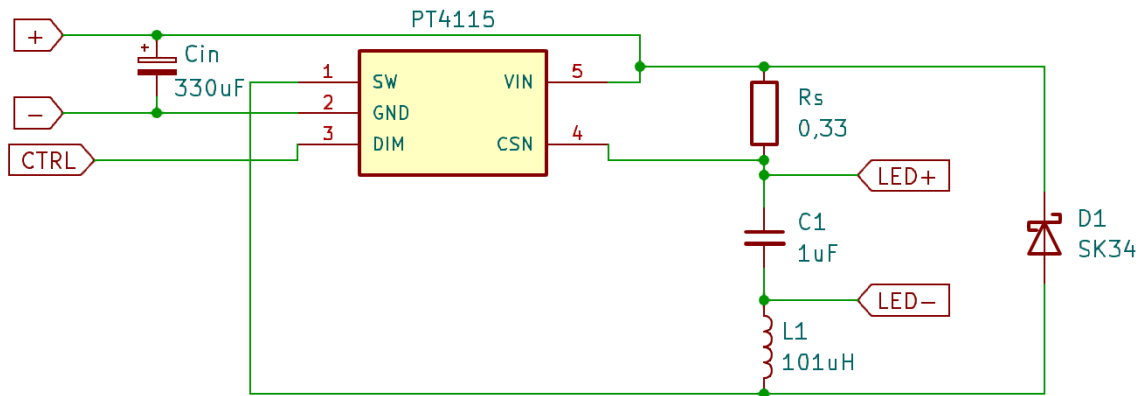 PT4115
+
Cin
330uF
-
CTRL
1
SW
2
GND
3
DIM
VIN
5
CSN
4
Rs
0,33
LED+
C1
1uF
LED-
L1
101uH
D1
SK34
+